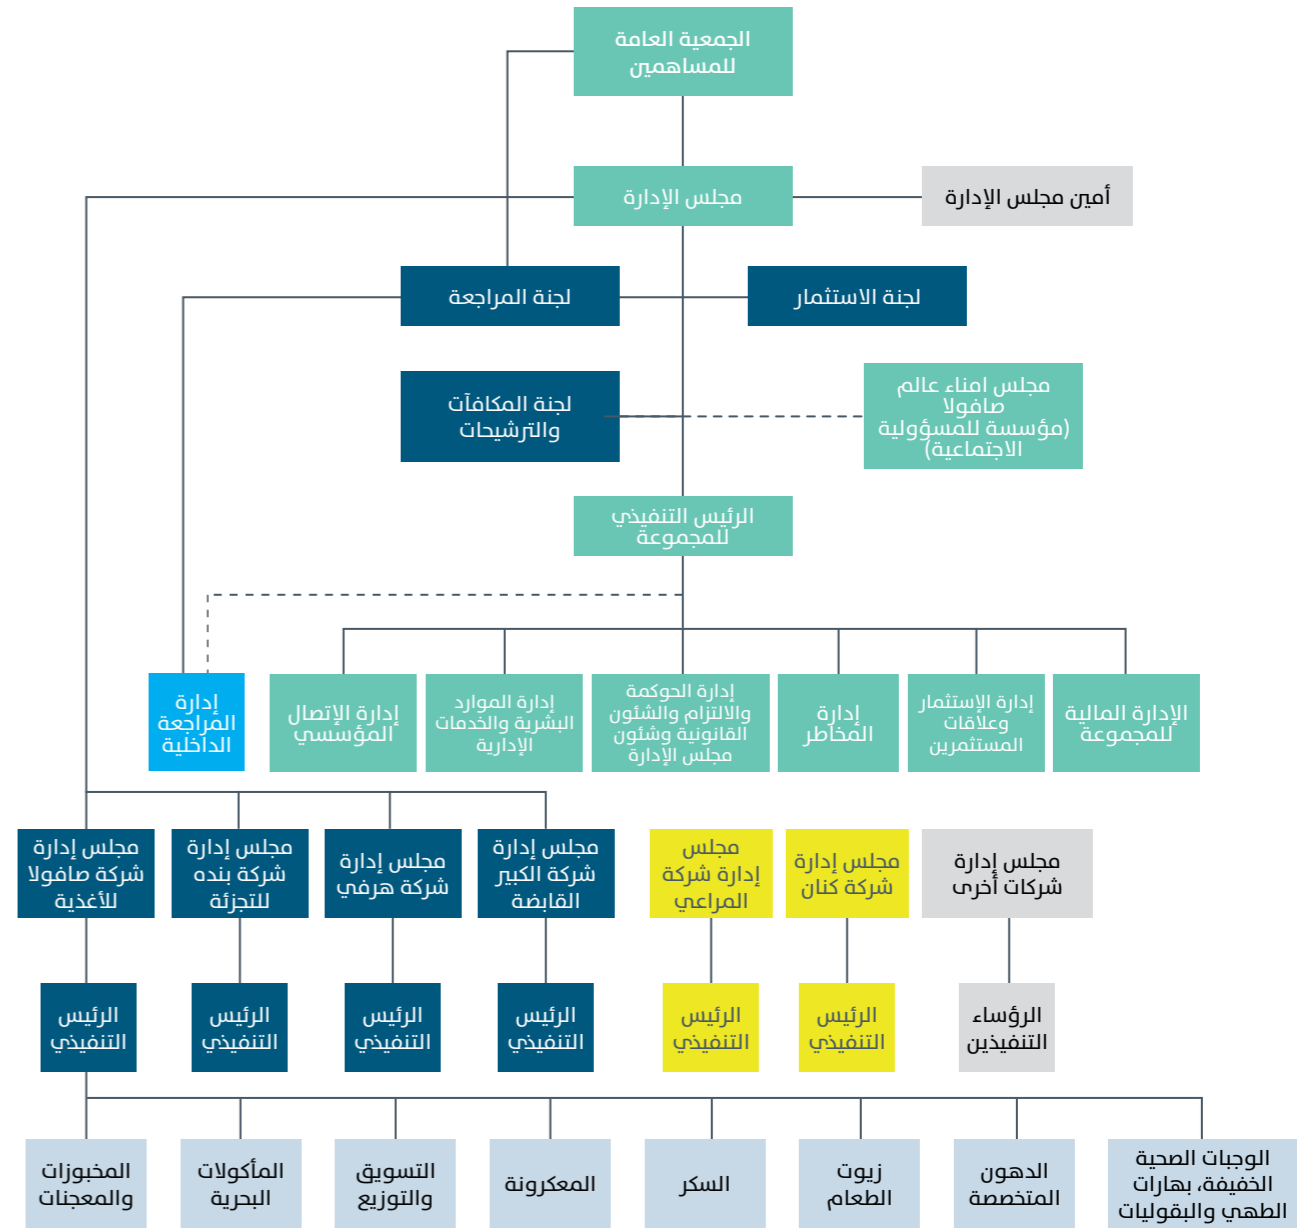 الجمعية العامة
للمساهمين
مجلس الإدارة
أمين مجلس الإدارة
لجنة الاستثمار
لجنة المراجعة
مجلس امناء عالم
صافولا
(مؤسسة للمسؤولية
الاجتماعية)
لجنة المكافآت
والترشيحات
الرئيس التنفيذي
للمجموعة
الإدارة المالية
للمجموعة
إدارة الإستثمار
وعلاقات
المستثمرين
إدارة
المخاطر
إدارة الحوكمة
والالتزام والشئون
القانونية وشئون
مجلس الإدارة
إدارة الموارد
البشرية والخدمات
الإدارية
إدارة الإتصال
المؤسسي
إدارة
المراجعة
الداخلية
مجلس إدارة
شركات أخرى
مجلس إدارة
شركة كنان
مجلس
إدارة شركة
المراعي
مجلس إدارة
شركة الكبير
القابضة
مجلس إدارة
شركة هرفي
مجلس إدارة
شركة بنده
للتجزئة
مجلس إدارة
شركة صافولا
للأغذية
الرؤساء
التنفيذين
الرئيس
التنفيذي
الرئيس
التنفيذي
الرئيس
التنفيذي
الرئيس
التنفيذي
الرئيس
التنفيذي
الرئيس
التنفيذي
الوجبات الصحية
الخفيفة، بهارات
الطهي والبقوليات
الدهون
المتخصصة
زيوت
الطعام
السكر
المعكرونة
التسويق
والتوزيع
المأكولات
البحرية
المخبوزات
والمعجنات